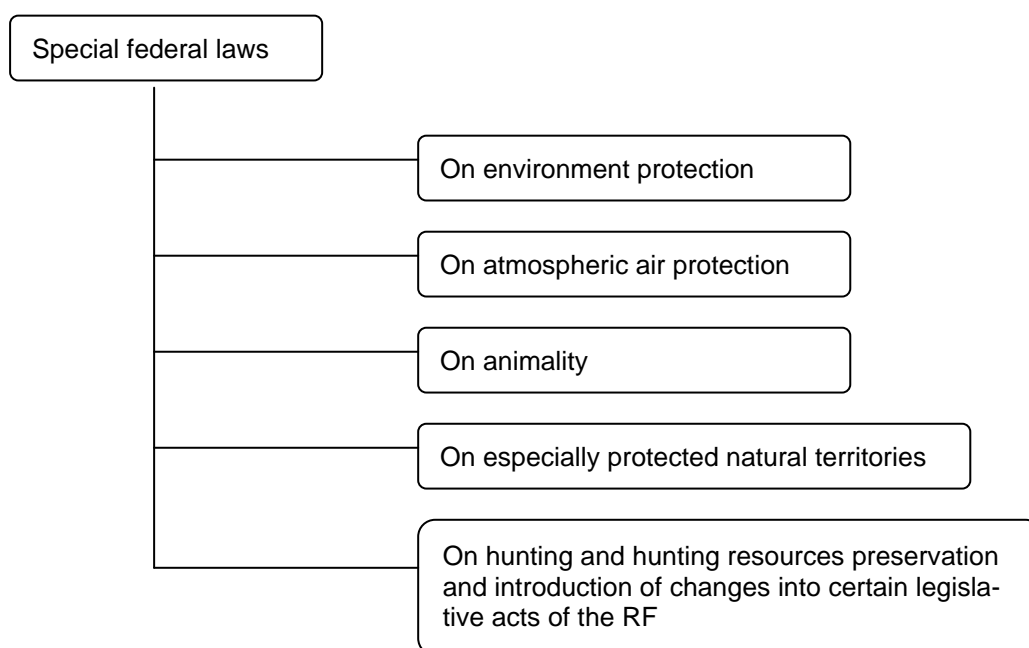 Special federal laws
On environment protection
On atmospheric air protection
On animality
On especially protected natural territories
On hunting and hunting resources preservation
and introduction of changes into certain legisla-
tive acts of the RF